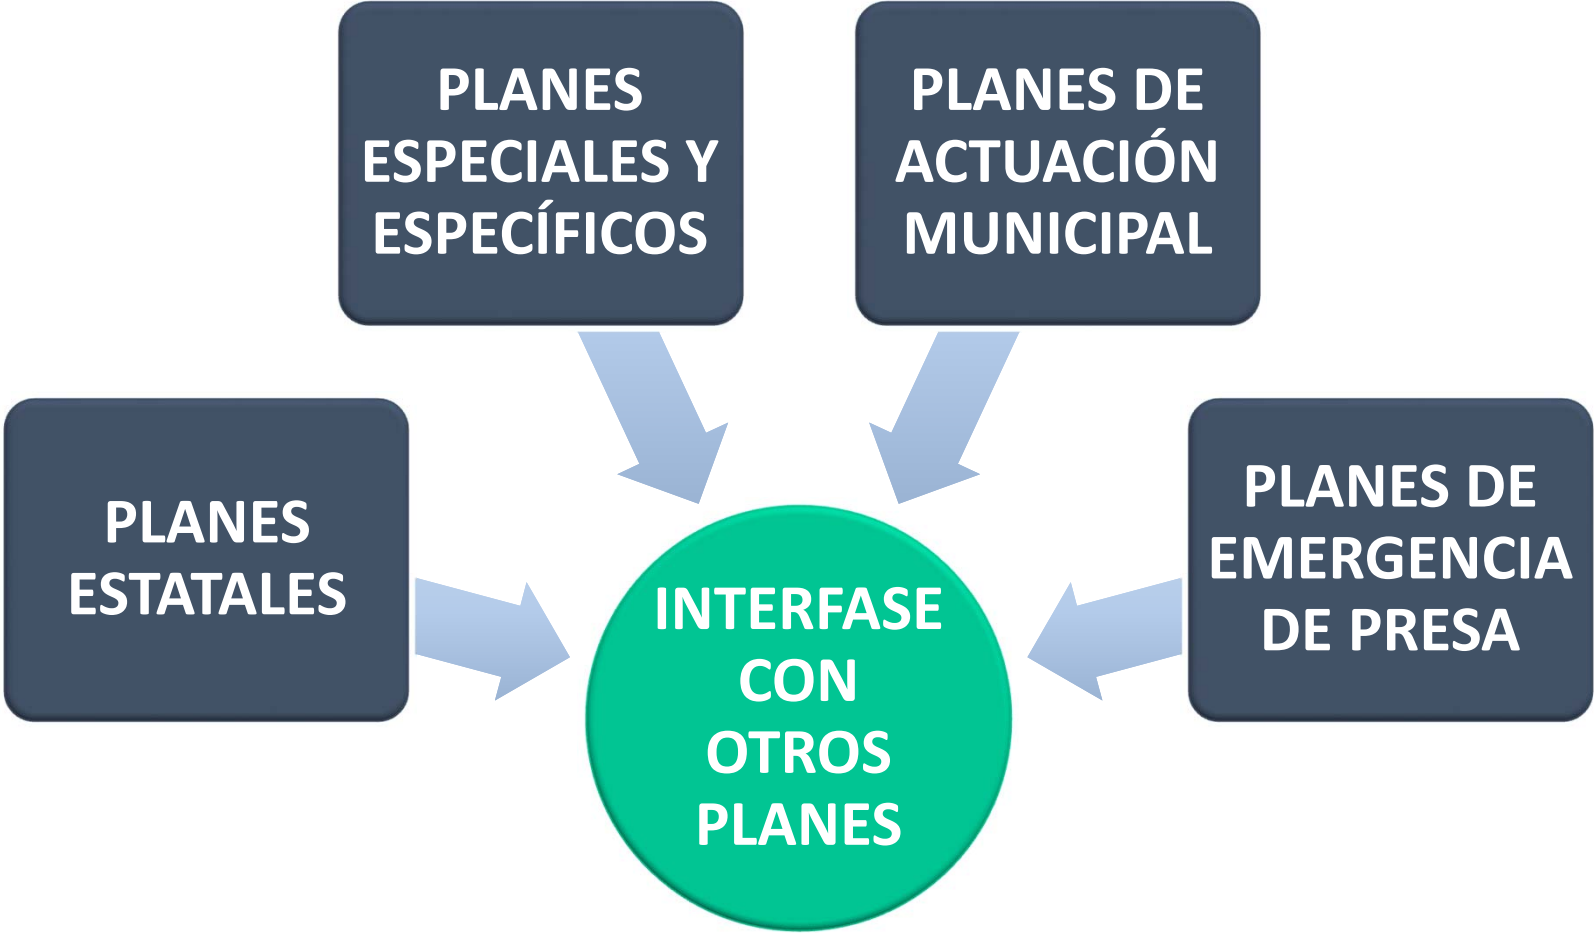 PLANES
ESPECIALES Y
ESPECÍFICOS
PLANES DE
ACTUACIÓN
MUNICIPAL
PLANES
ESTATALES
PLANES DE
EMERGENCIA
DE PRESA
INTERFASE
CON
OTROS
PLANES